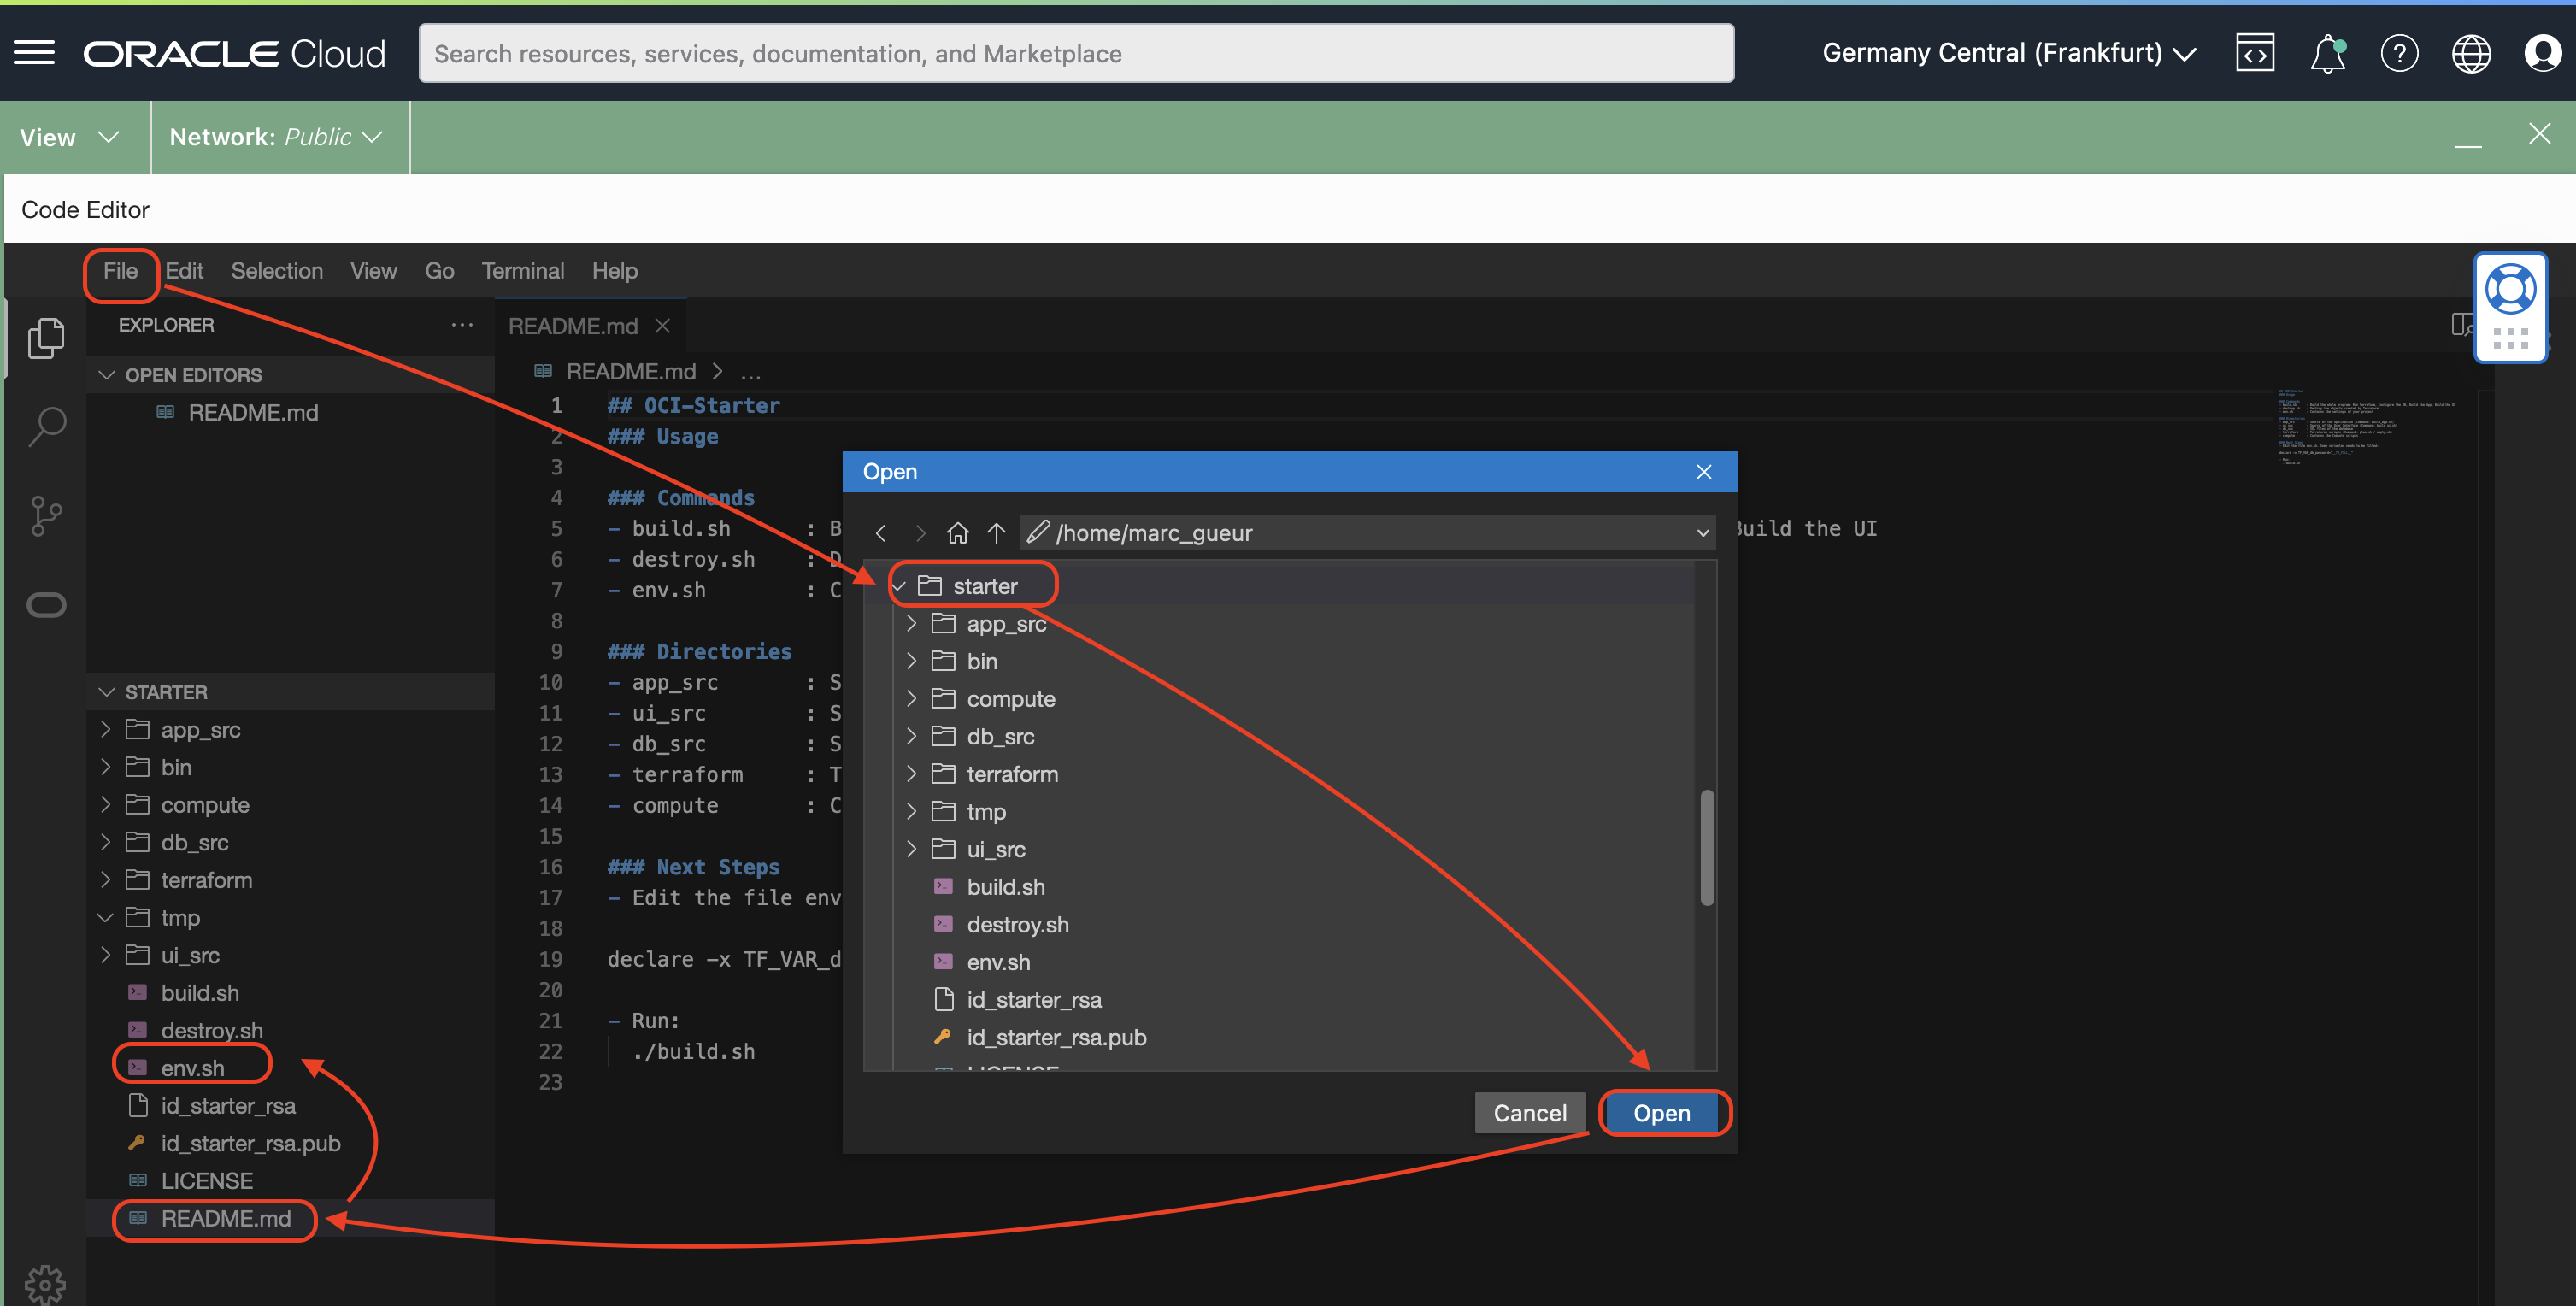 ORACLE Cloud
Search resources, services, documentation, and Marketplace
Germany Central (Frankfurt)
View
Network: Public
Code Editor
File Edit Selection View Go Terminal Help
EXPLORER
OPEN EDITORS
README.md
STARTER
app_src
bin
compute
db_src
terraform
tmp
ui_src
build.sh
destroy.sh
env.sh
id_starter_rsa
id_starter_rsa.pub
LICENSE
README.md
README.md
README.md > ...
1 ## OCI-Starter
2 ### Usage
3
4 ### Commands
5 - build.sh : B
Build the UI
6 - destroy.sh : D
7 - env.sh : C
8
9 ### Directories
10 - app_src : S
11 - ui_src : S
12 - db_src : S
13 - terraform : T
14 - compute : C
15
16 ### Next Steps
17 - Edit the file env
18
19 declare -x TF_VAR_d
20
21 - Run:
22 ./build.sh
23
Open
/home/marc_gueur
starter
app_src
bin
compute
db_src
terraform
tmp
ui_src
build.sh
destroy.sh
env.sh
id_starter_rsa
id_starter_rsa.pub
LICENSE
Cancel
Open